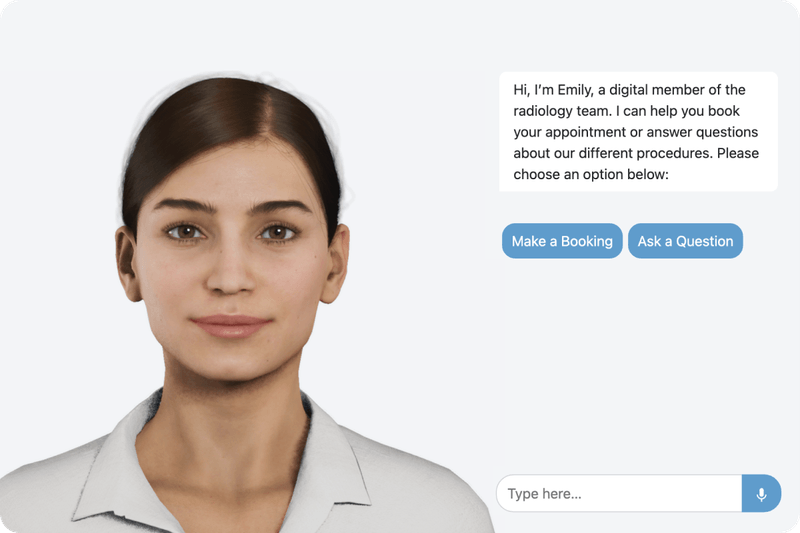 Hi, I’m Emily, a digital member of the
radiology team. I can help you book
your appointment or answer questions
about our different procedures. Please
choose an option below:
Make a Booking
Ask a Question
Type here...